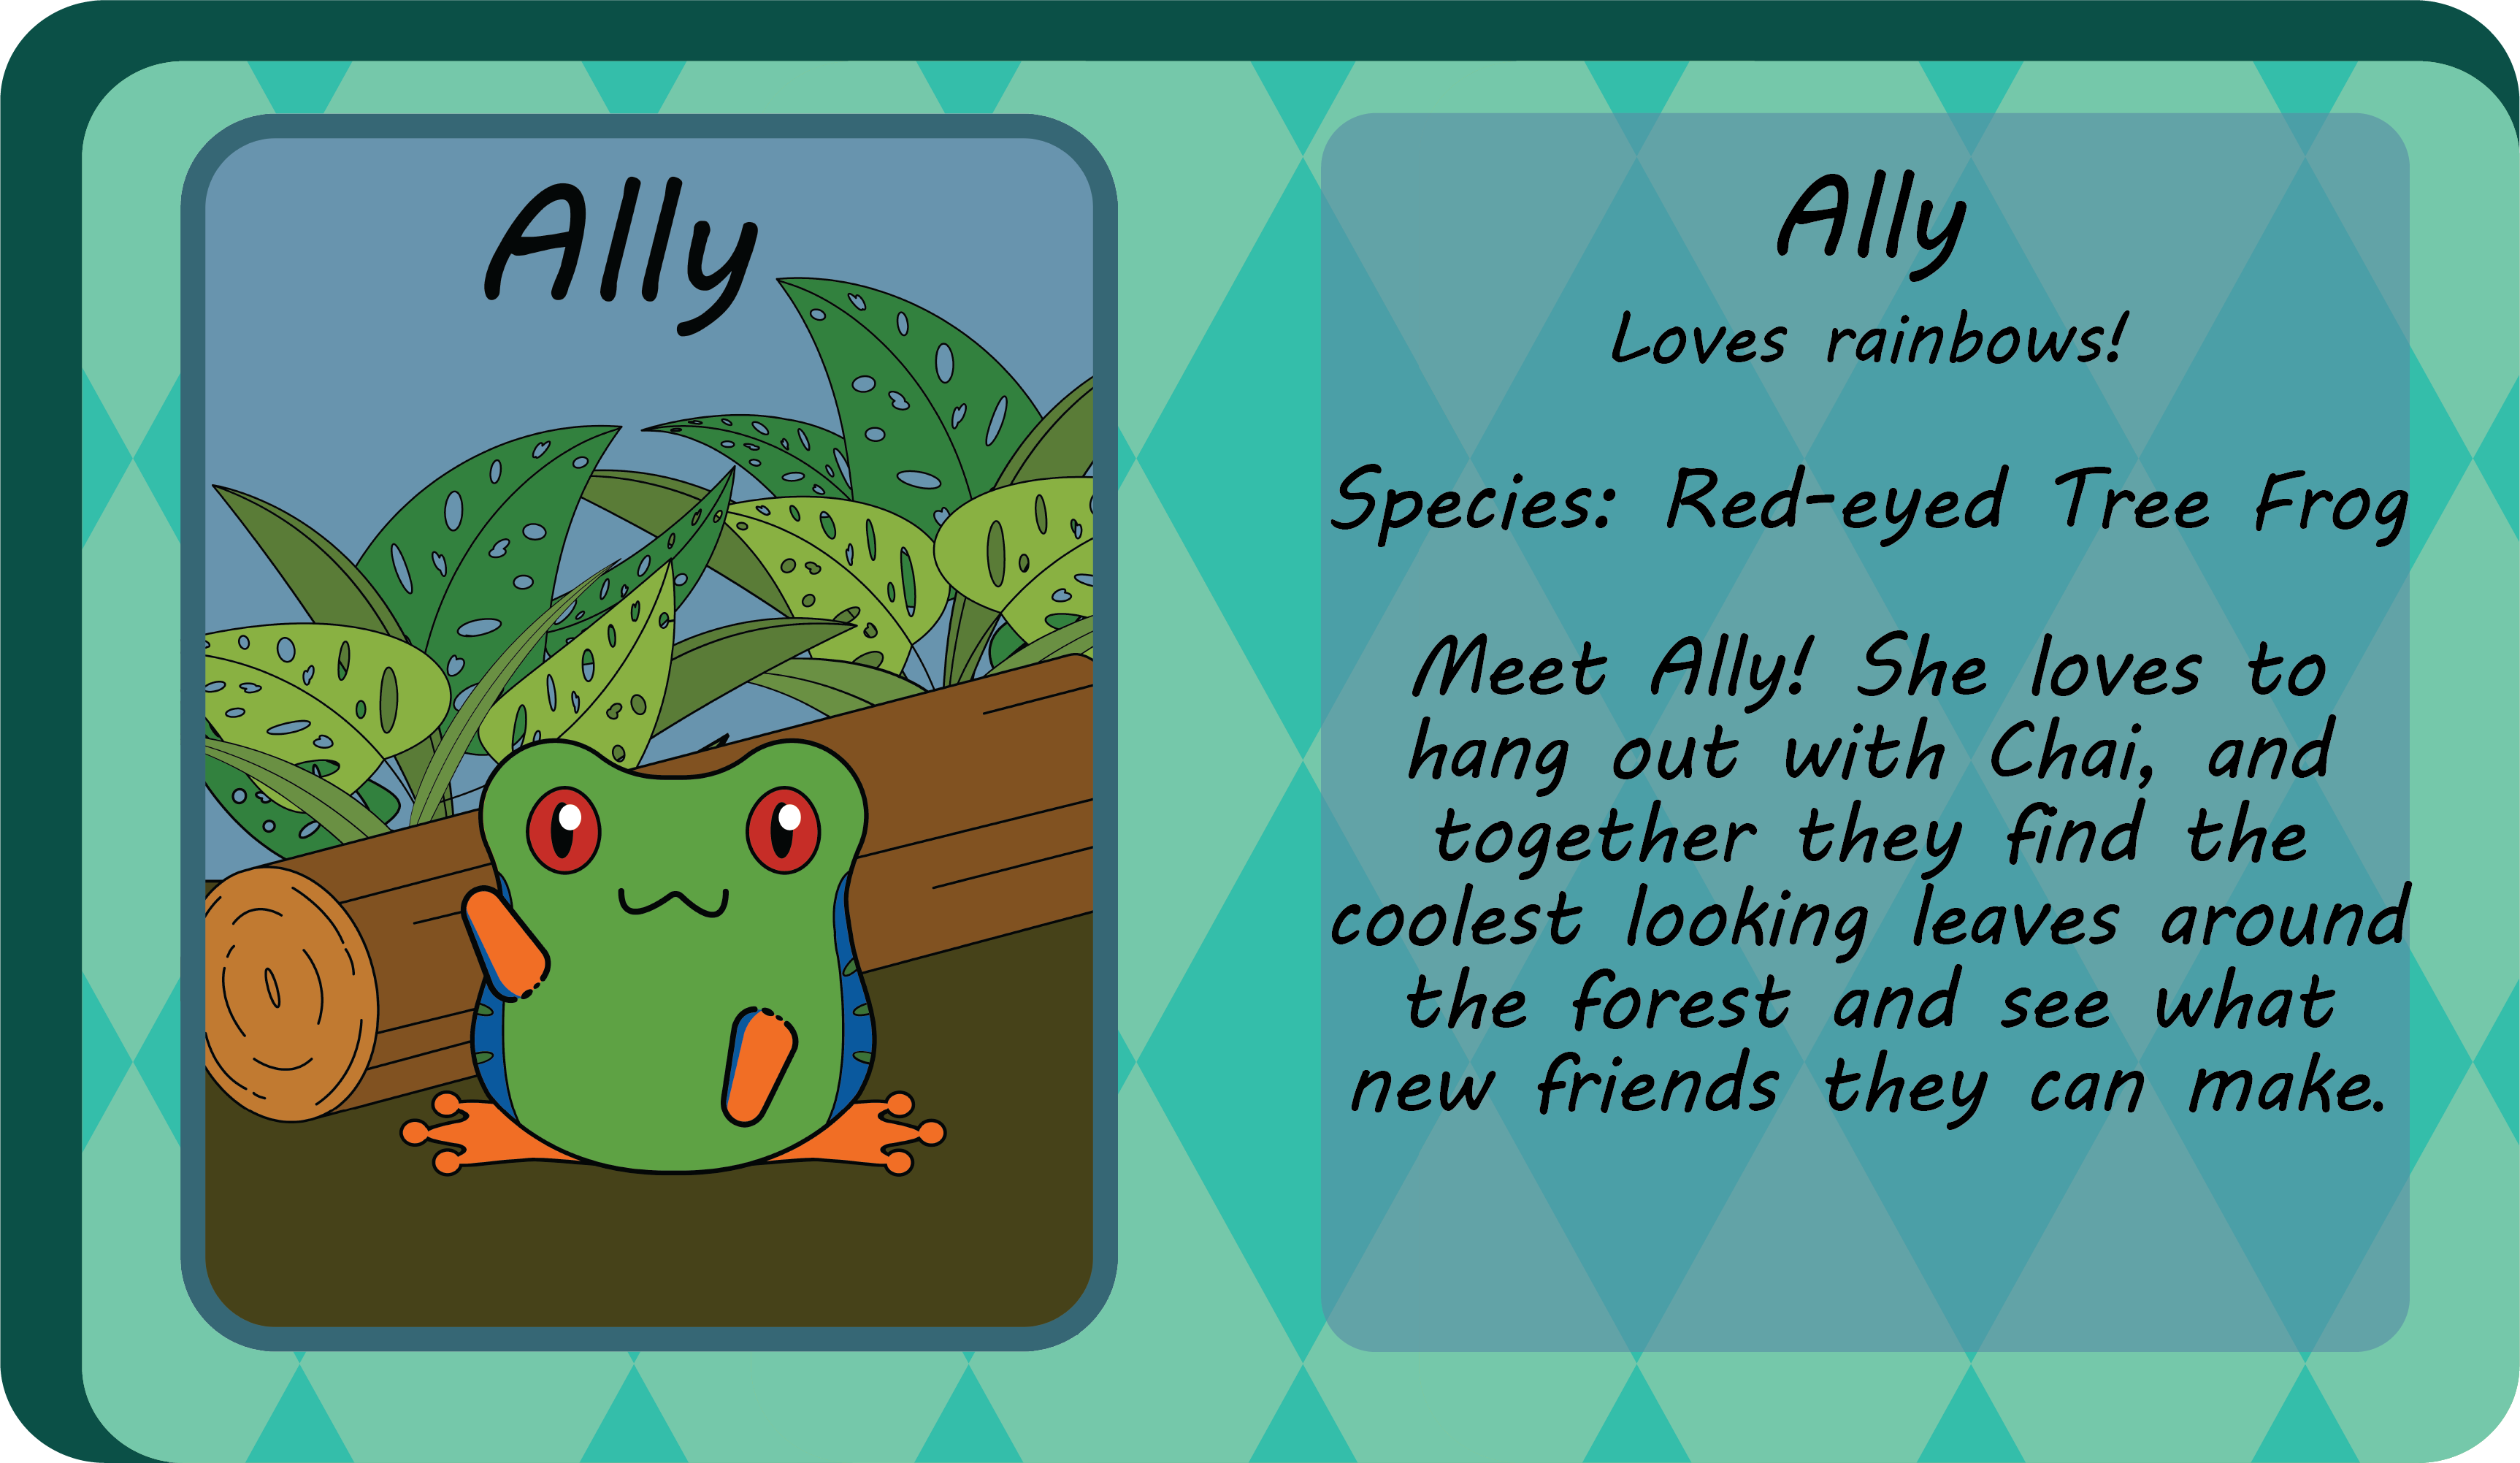 Ally
Ally
Loves rainbows!
Species: Red-eyed Tree Frog
Meet Ally! She loves to
hang out with Chai, and
together they find the
coolest looking leaves around
the forest and see what
new friends they can make.